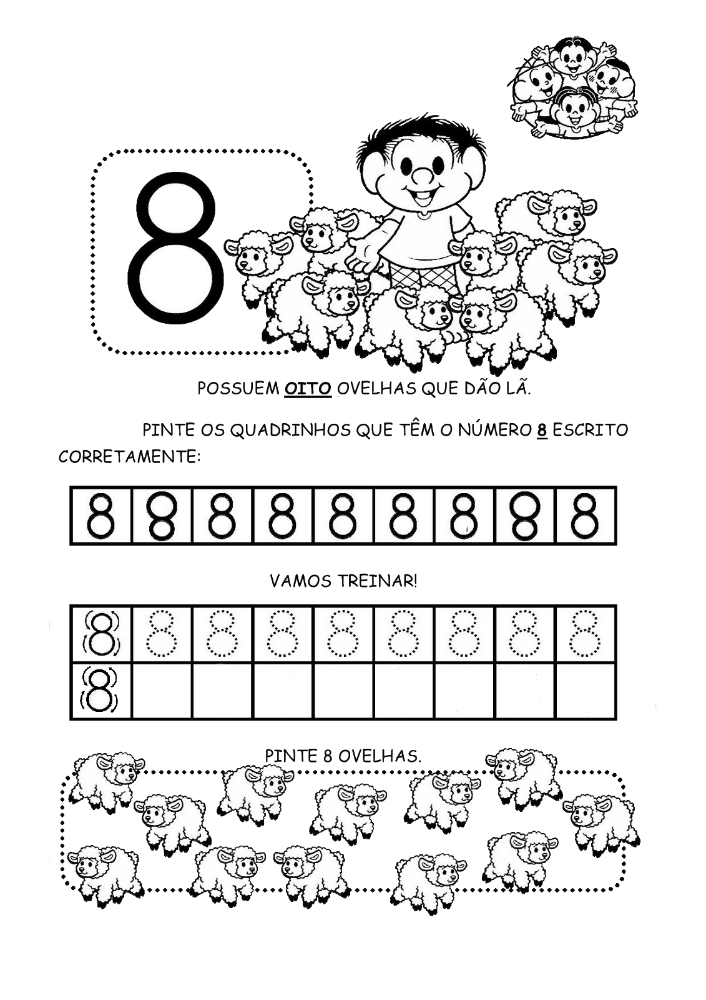 8
POSSUEM OITO OVELHAS QUE DÃO LÃ.
PINTE OS QUADRINHOS QUE TÊM O NÚMERO 8 ESCRITO
CORRETAMENTE:
8 8 8 8 8 8 8 8 8
VAMOS TREINAR!
8 8 8 8 8 8 8 8 8
8
PINTE 8 OVELHAS.